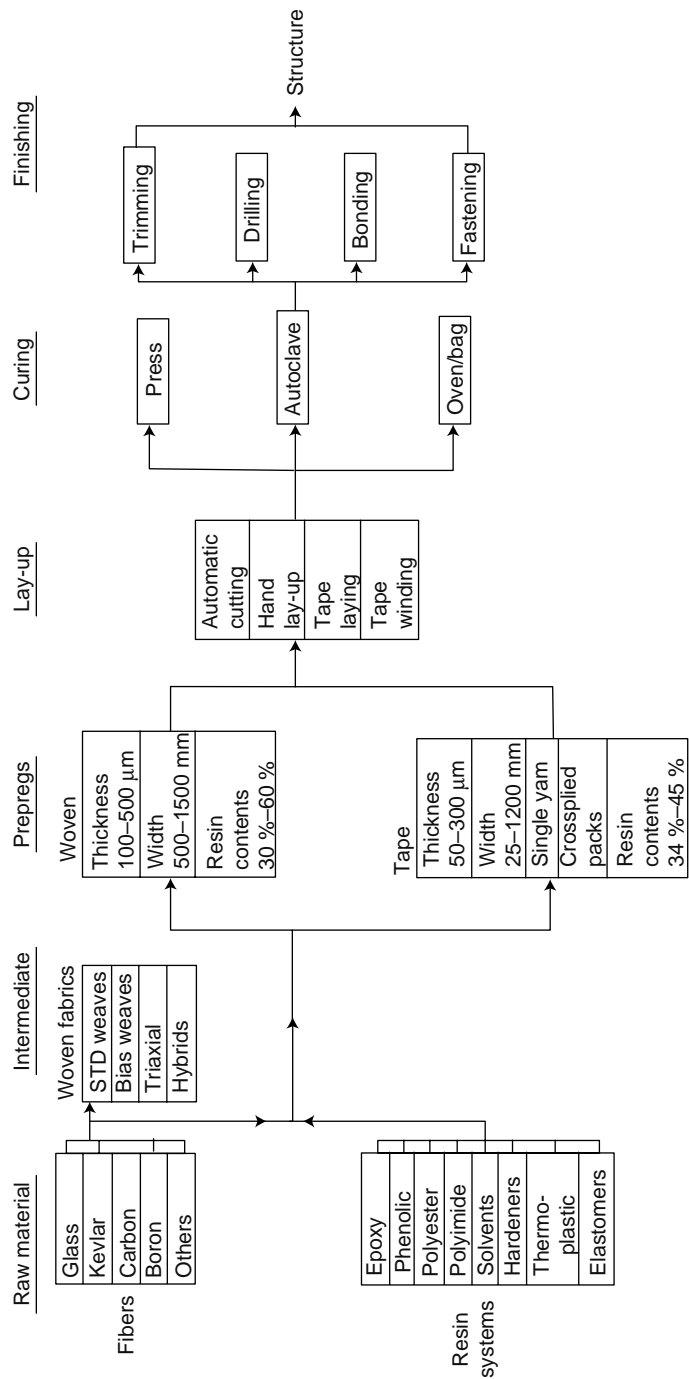 Raw material
Intermediate
Prepregs
Lay-up
Curing
Finishing
Fibers
Glass
Kevlar
Carbon
Boron
Others
Resin
systems
Epoxy
Phenolic
Polyester
Polyimide
Solvents
Hardeners
Thermo-
plastic
Elastomers
Woven fabrics
STD weaves
Bias weaves
Triaxial
Hybrids
Woven
Thickness
100–500 μm
Width
500–1500 mm
Resin
contents
30 %–60 %
Tape
Thickness
50–300 μm
Width
25–1200 mm
Single yam
Crossplied
packs
Resin
contents
34 %–45 %
Automatic
cutting
Hand
lay-up
Tape
laying
Tape
winding
Press
Autoclave
Oven/bag
Trimming
Drilling
Bonding
Fastening
Structure